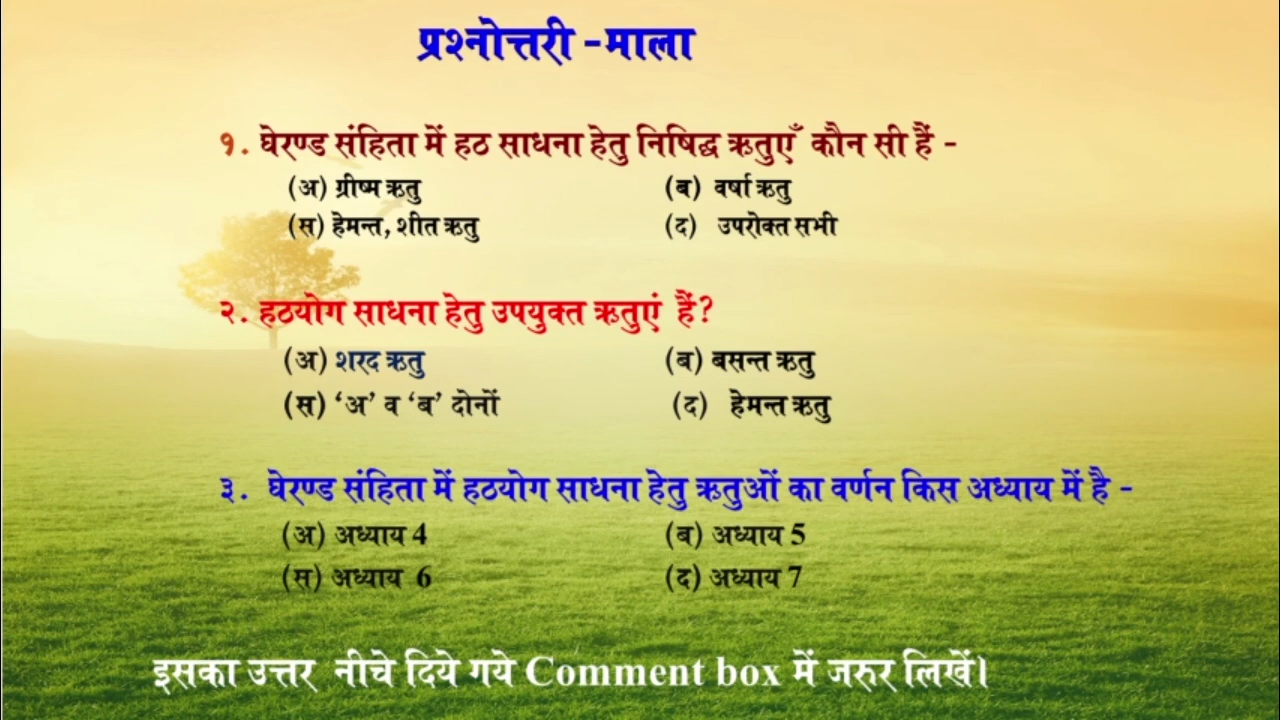 प्रश्नोत्तरी -माला
१. घेरण्ड संहिता में हठ साधना हेतु निषिद्ध ऋतुएँ कौन सी हैं -
(अ) ग्रीष्म ऋतु (ब) वर्षा ऋतु
(स) हेमन्त, शीत ऋतु (द) उपरोक्त सभी
२. हठयोग साधना हेतु उपयुक्त ऋतुएं हैं?
(अ) शरद ऋतु (ब) बसन्त ऋतु
(स) ‘अ’ व ‘ब’ दोनों (द) हेमन्त ऋतु
३. घेरण्ड संहिता में हठयोग साधना हेतु ऋतुओं का वर्णन किस अध्याय में है -
(अ) अध्याय 4 (ब) अध्याय 5
(स) अध्याय 6 (द) अध्याय 7
इसका उत्तर नीचे दिये गये Comment box में जरुर लिखें।